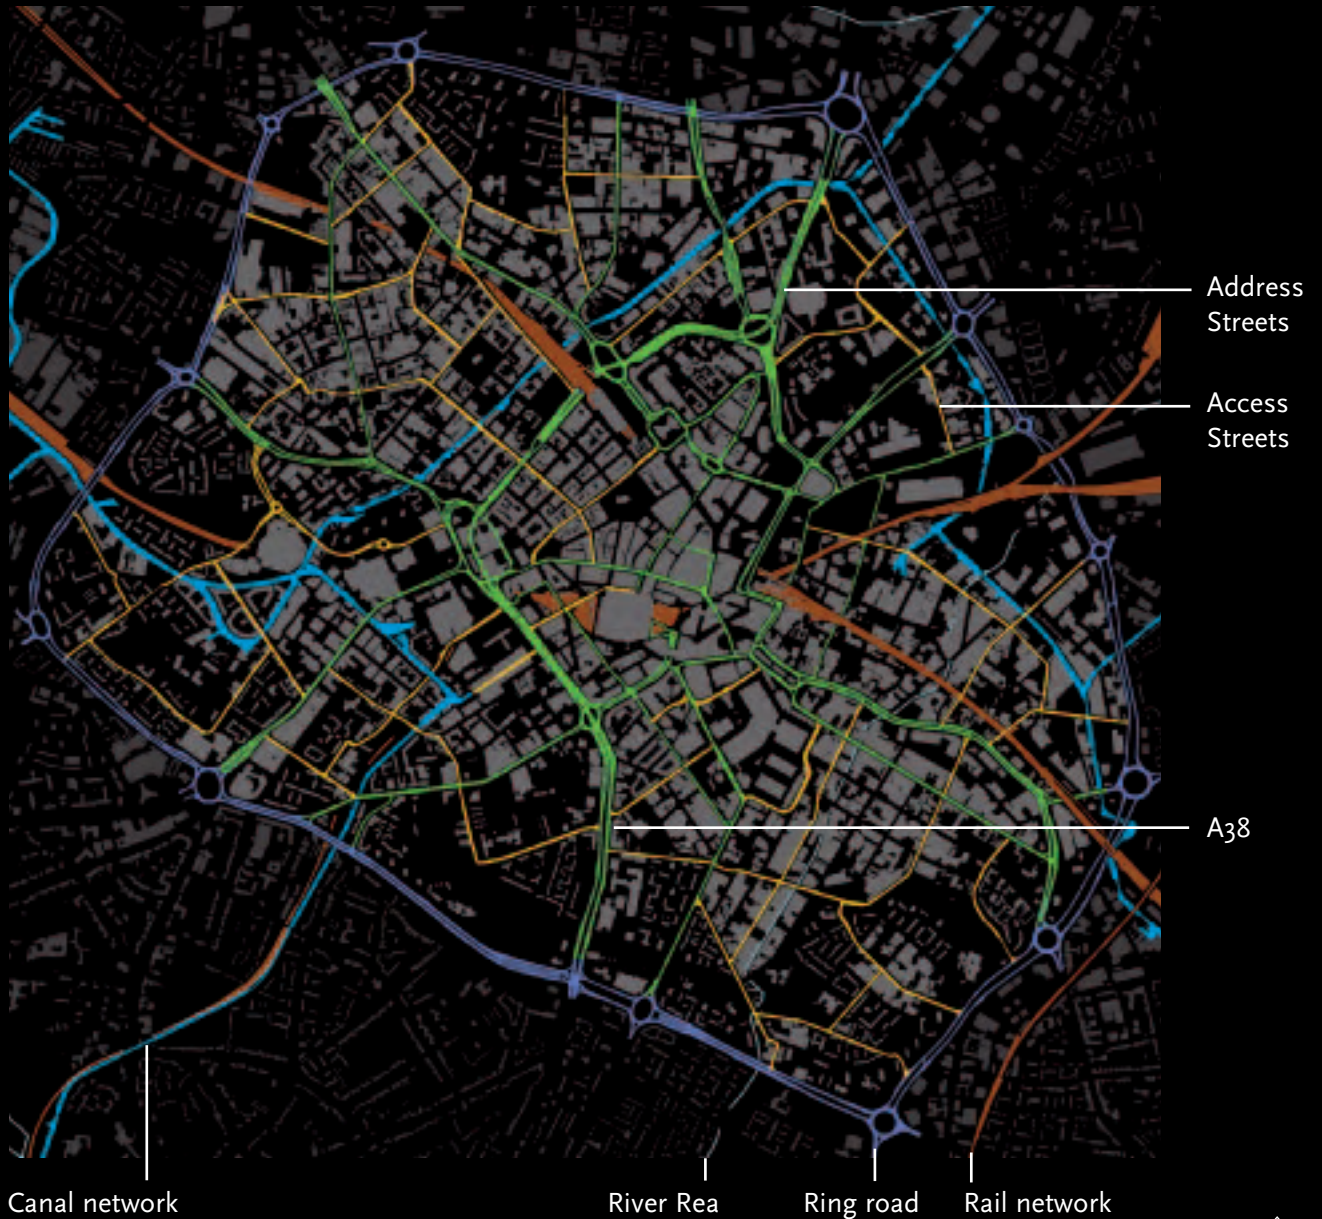 Address
Streets
Access
Streets
A38
Canal network
River Rea
Ring road
Rail network